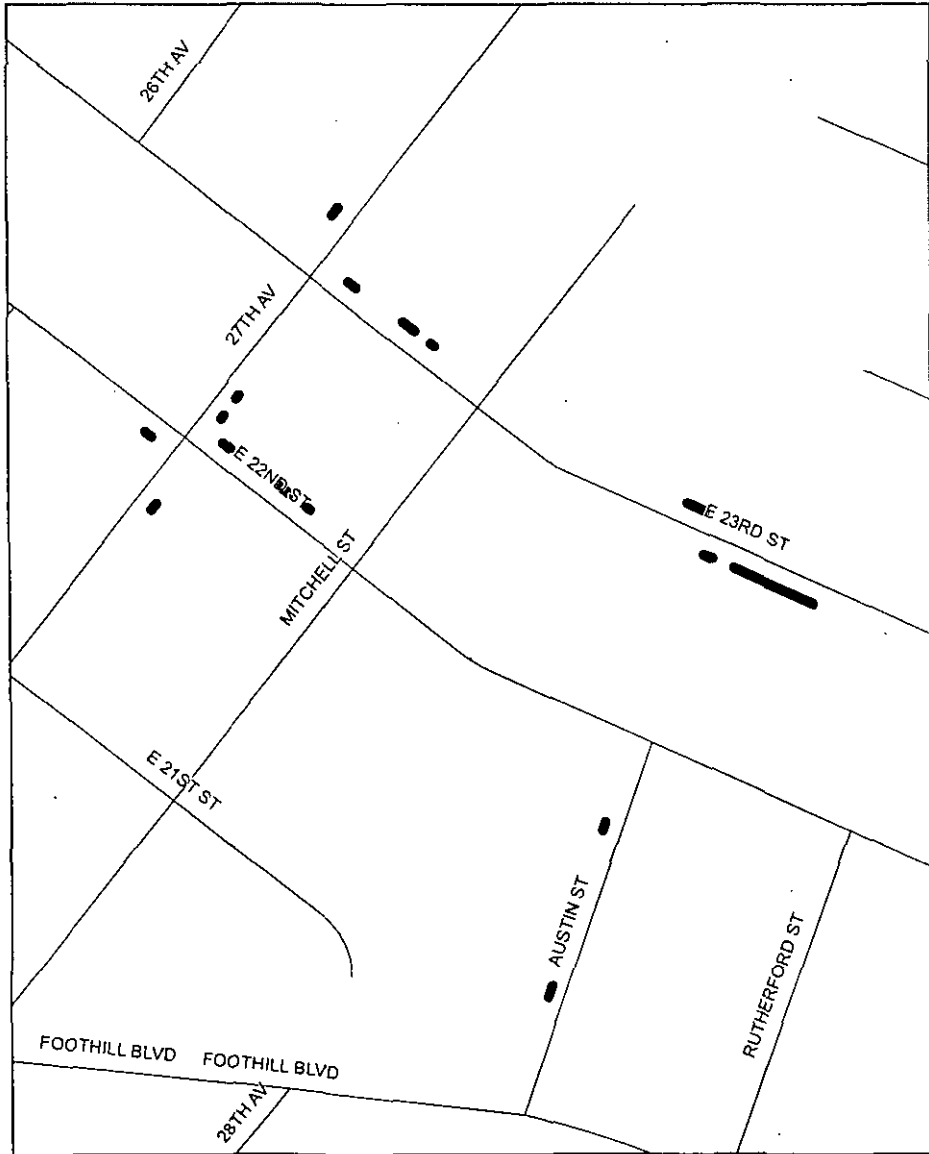 26TH AV
27TH AV
E 22ND ST
MITCHELL ST
E 23RD ST
E 21ST ST
AUSTIN ST
RUTHERFORD ST
FOOTHILL BLVD FOOTHILL BLVD
28TH AV